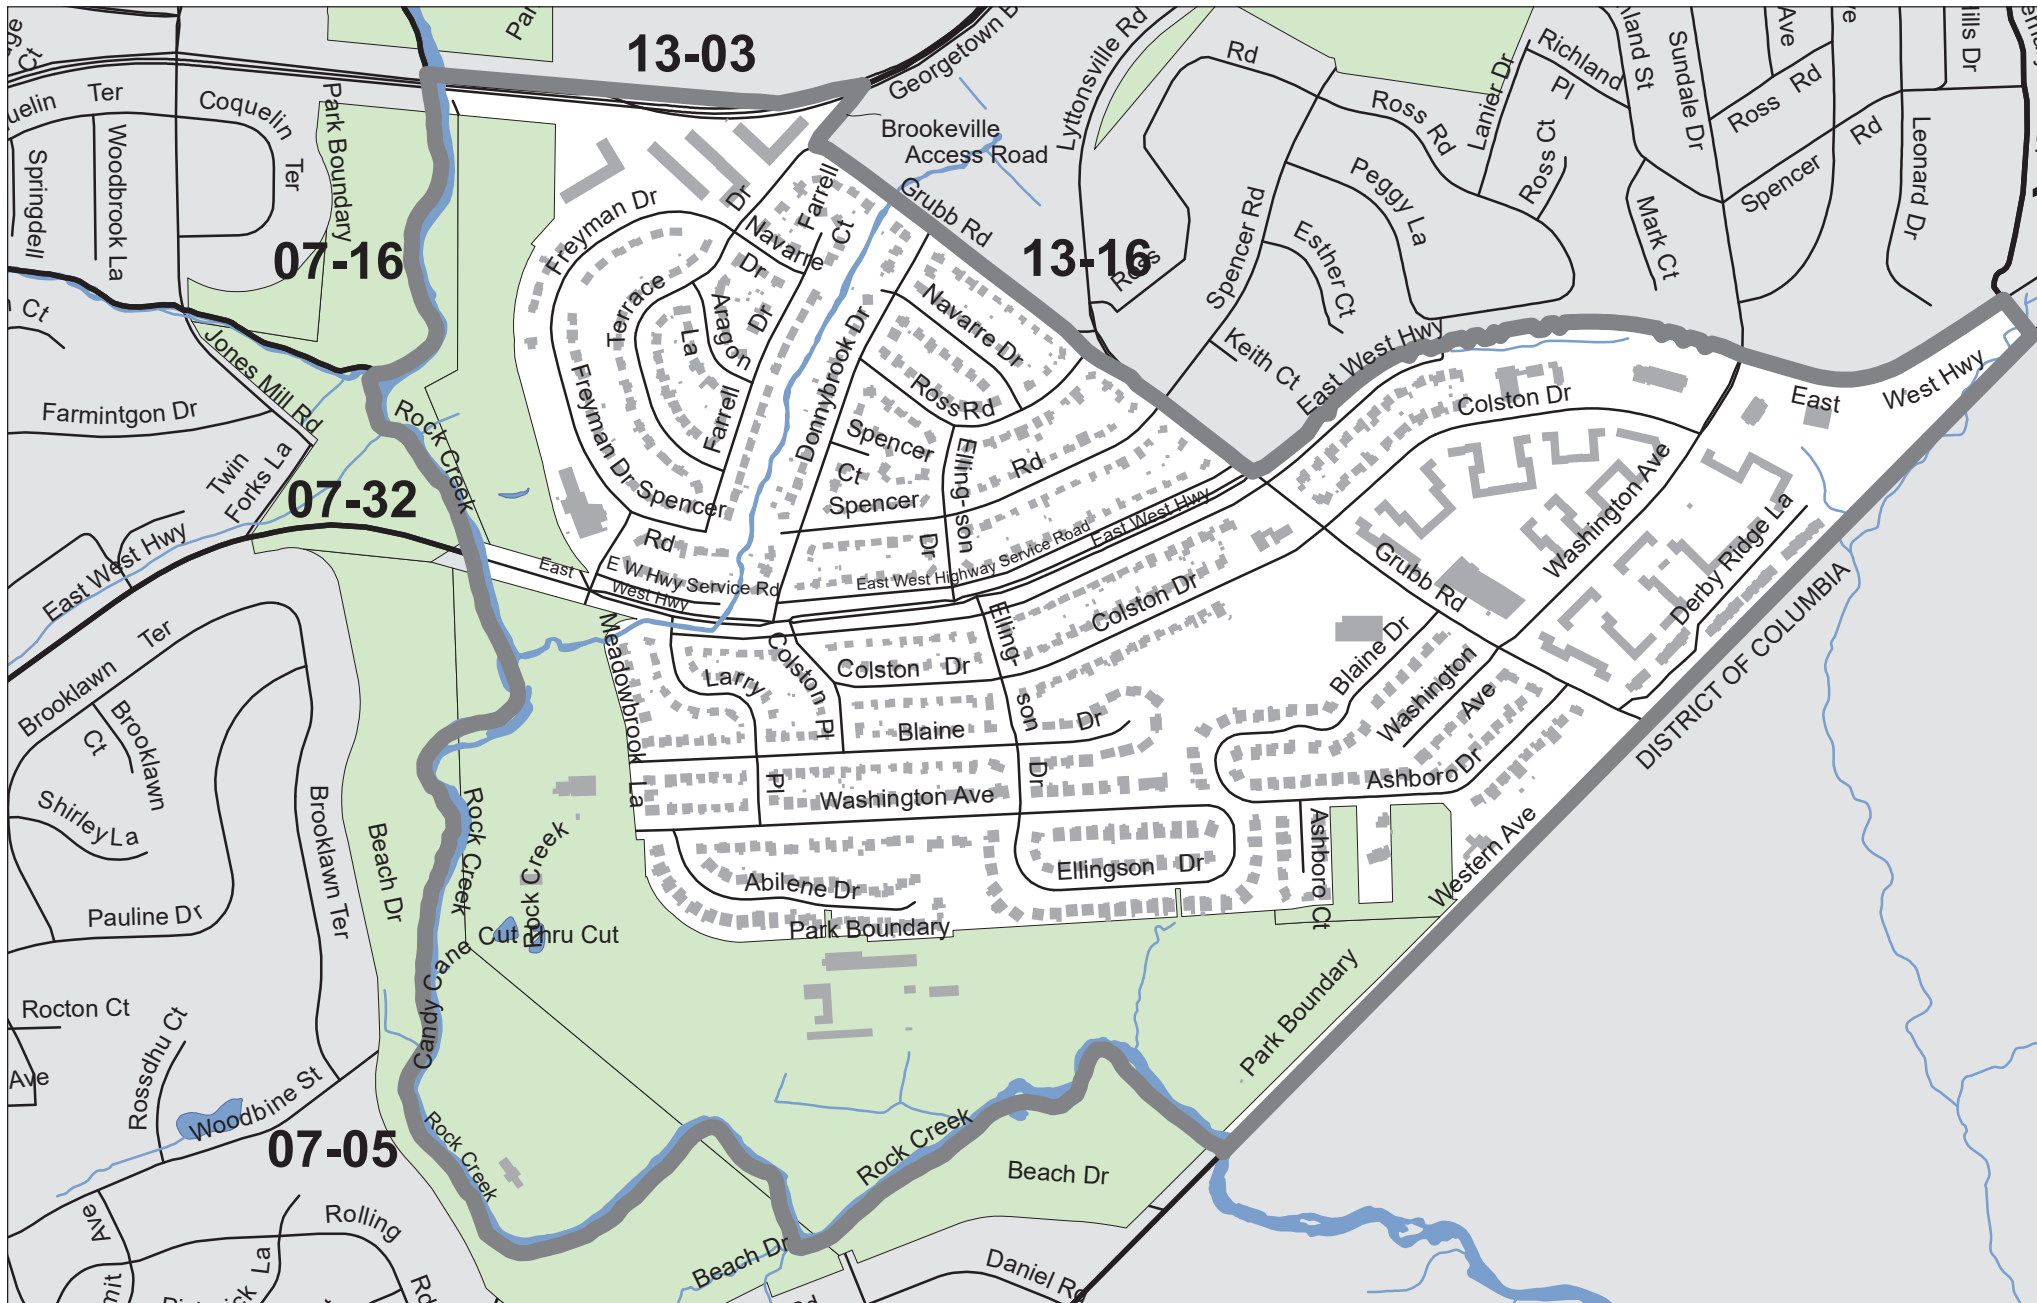 13-03
Georgetown
Lyttonsville Rd
Rd
Richland
Pl
Sundale Dr
Ave
Ross Rd
Lanier Dr
Ross Rd
Ross Ct
Spencer Rd
Leonard Dr
Mark Ct
Peggy La
Esther Ct
Spencer Rd
Keith Ct
Ross
13-16
Brookeville
Access Road
Grubb Rd
Coquelin Ter
Ter
Woodbrook La
Springdell
Park Boundary
07-16
Ct
Jones Mill Rd
Farmintgon Dr
Twin
Forks La
07-32
Rock Creek
East West Hwy
Freyman Dr
Dr
Navarre
Dr
Farrell
Ct
Terrace
Aragon
La
Dr
Farrell
Freyman Dr
Spencer
Rd
Donnybrook Dr
Navarre Dr
Ross Rd
Spencer
Ct
Spencer
Rd
Elling-son
Dr
East West Hwy
East
West Hwy
Colston Dr
Washington Ave
Derby Ridge La
DISTRICT OF COLUMBIA
East West Hwy
East West Highway Service Road
E W Hwy Service Rd
East
West Hwy
Grubb Rd
Colston Dr
Elling-
son
Dr
Meadowbrook La
Larry
Pl
Colston
Pl
Colston Dr
Blaine
Dr
Washington Ave
Blaine Dr
Washington
Ave
Ashboro Dr
Ashboro Ct
Western Ave
Ellingson Dr
Abilene Dr
Park Boundary
Park Boundary
Brooklawn Ter
Brooklawn
Ct
Brooklawn Ter
Shirley La
Pauline Dr
Beach Dr
Rock Creek
Rock Creek
Cut Thru Cut
Candy Cane
Rocton Ct
Rossdhu Ct
Ave
Woodbine St
07-05
Rock Creek
Rock Creek
Beach Dr
Beach Dr
Rolling
Rd
Ave
La
Daniel Rd